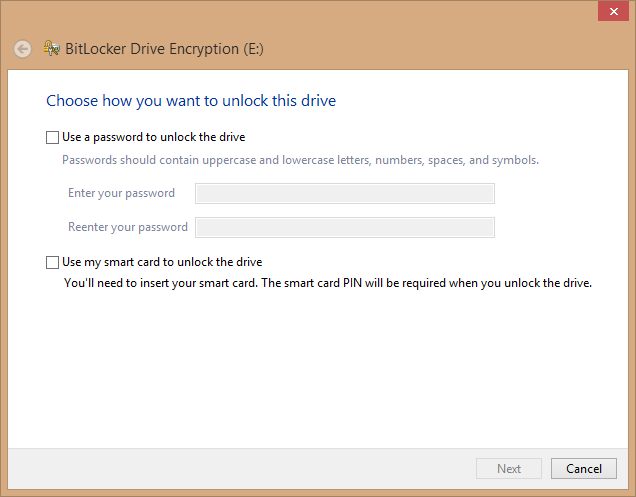 BitLocker Drive Encryption (E:)
Choose how you want to unlock this drive
Use a password to unlock the drive
Passwords should contain uppercase and lowercase letters, numbers, spaces, and symbols.
Enter your password
Reenter your password
Use my smart card to unlock the drive
You'll need to insert your smart card. The smart card PIN will be required when you unlock the drive.
Next
Cancel